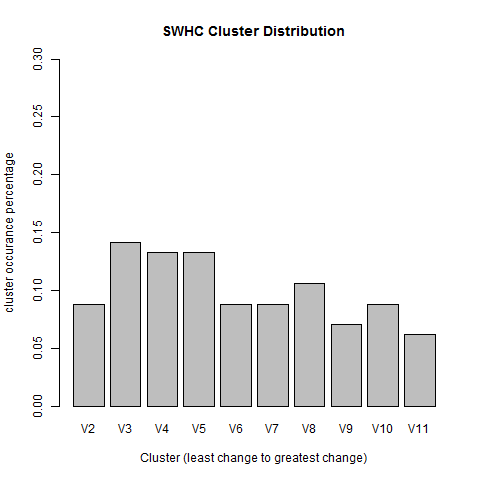 SWHC Cluster Distribution
cluster occurance percentage
0.30
0.25
0.20
0.15
0.10
0.05
0.00
V2 V3 V4 V5 V6 V7 V8 V9 V10 V11
Cluster (least change to greatest change)